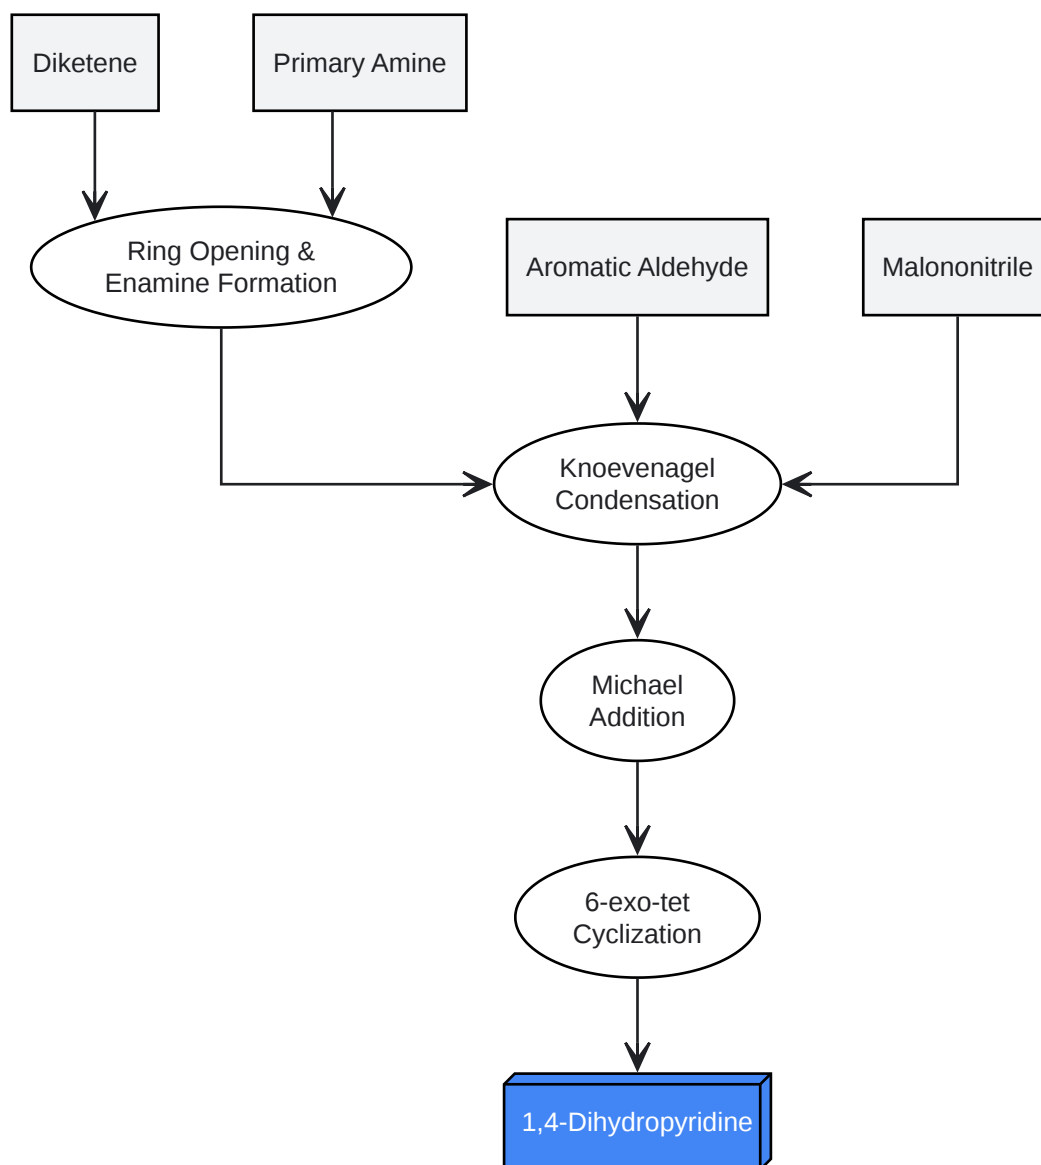 Diketene
Primary Amine
Ring Opening &
Enamine Formation
Aromatic Aldehyde
Malononitrile
Knoevenagel
Condensation
Michael
Addition
6-exo-tet
Cyclization
1,4-Dihydropyridine